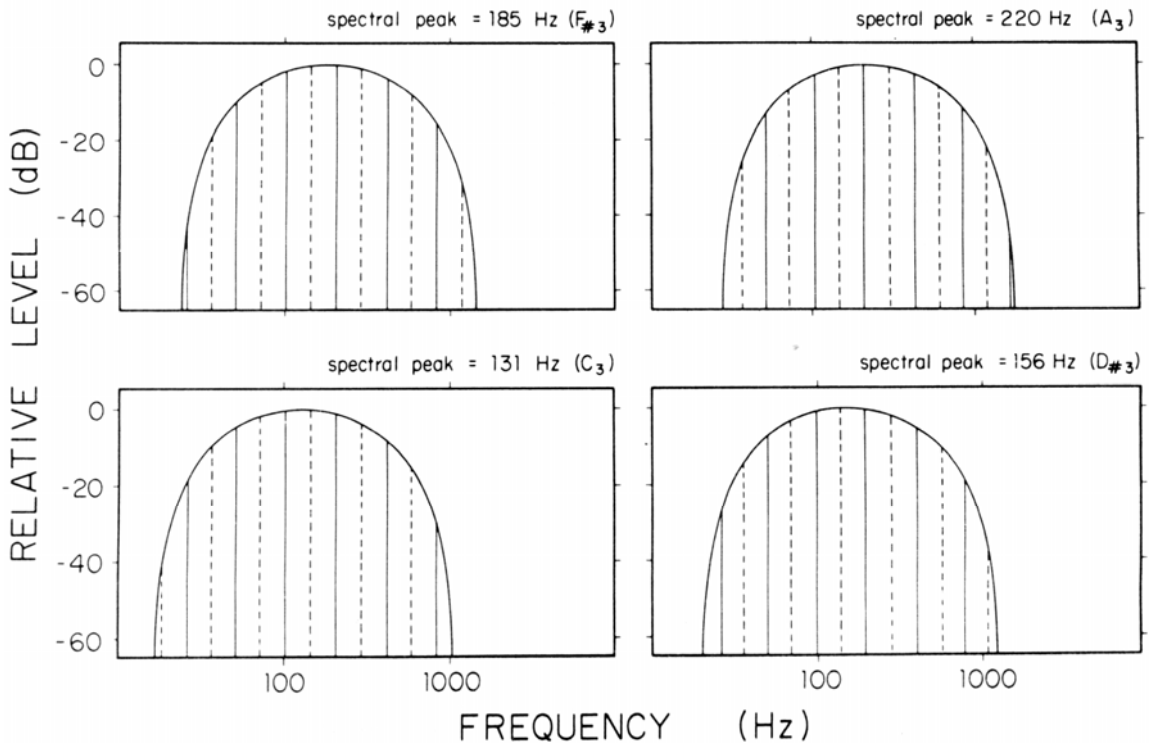 spectral peak = 185 Hz (F#3)
spectral peak = 220 Hz (A3)
0
-20
-40
-60
spectral peak = 131 Hz (C3)
spectral peak = 156 Hz (D#3)
0
-20
-40
-60
100
1000
100
1000
RELATIVE LEVEL (dB)
FREQUENCY (Hz)